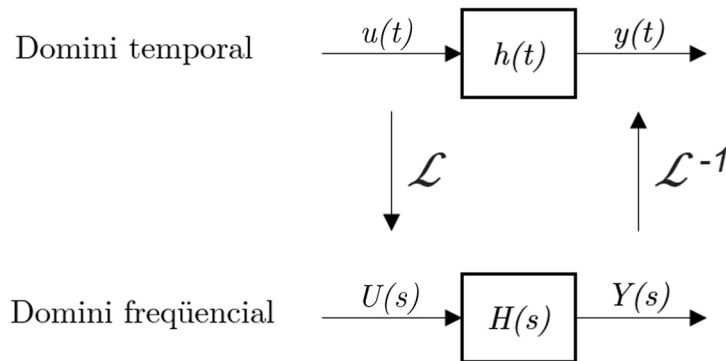 Domini temporal
u(t)
h(t)
y(t)
ℒ
ℒ-1
Domini freqüencial
U(s)
H(s)
Y(s)